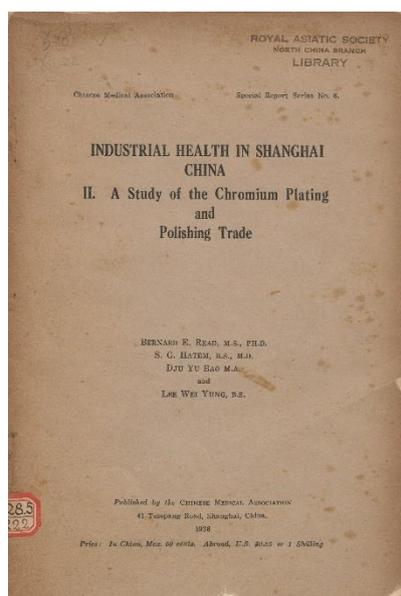 ROYAL ASIATIC SOCIETY
NORTH CHINA BRANCH
LIBRARY
Chinese Medical Association
Special Report Series No. 6.
INDUSTRIAL HEALTH IN SHANGHAI
CHINA
II. A Study of the Chromium Plating
and
Polishing Trade
BERNARD E. READ, M.S., PH.D.
S. G. HATEM, B.S., M.D.
DJU YU BAO M.A.
and
LEE WEI YUNG, B.S.
Published by the CHINESE MEDICAL ASSOCIATION
41 Tszepang Road, Shanghai, China.
1936
Price: In China, Mex. 60 cents. Abroad, U.S. $0.25 or 1 Shilling
28.5
222